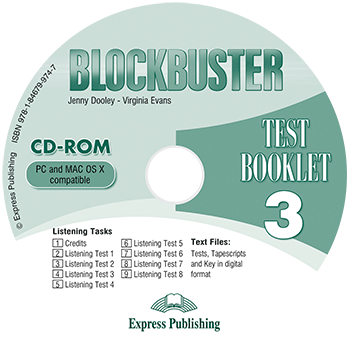 BLOCKBUSTER
Jenny Dooley - Virginia Evans
ISBN 978-1-84679-974-7
© Express Publishing
CD-ROM
PC and MAC OS X
compatible
TEST
BOOKLET
3
Listening Tasks
1 Credits
2 Listening Test 1
3 Listening Test 2
4 Listening Test 3
5 Listening Test 4
6 Listening Test 5
7 Listening Test 6
8 Listening Test 7
9 Listening Test 8
Text Files:
Tests, Tapescripts
and Key in digital
format
Express Publishing